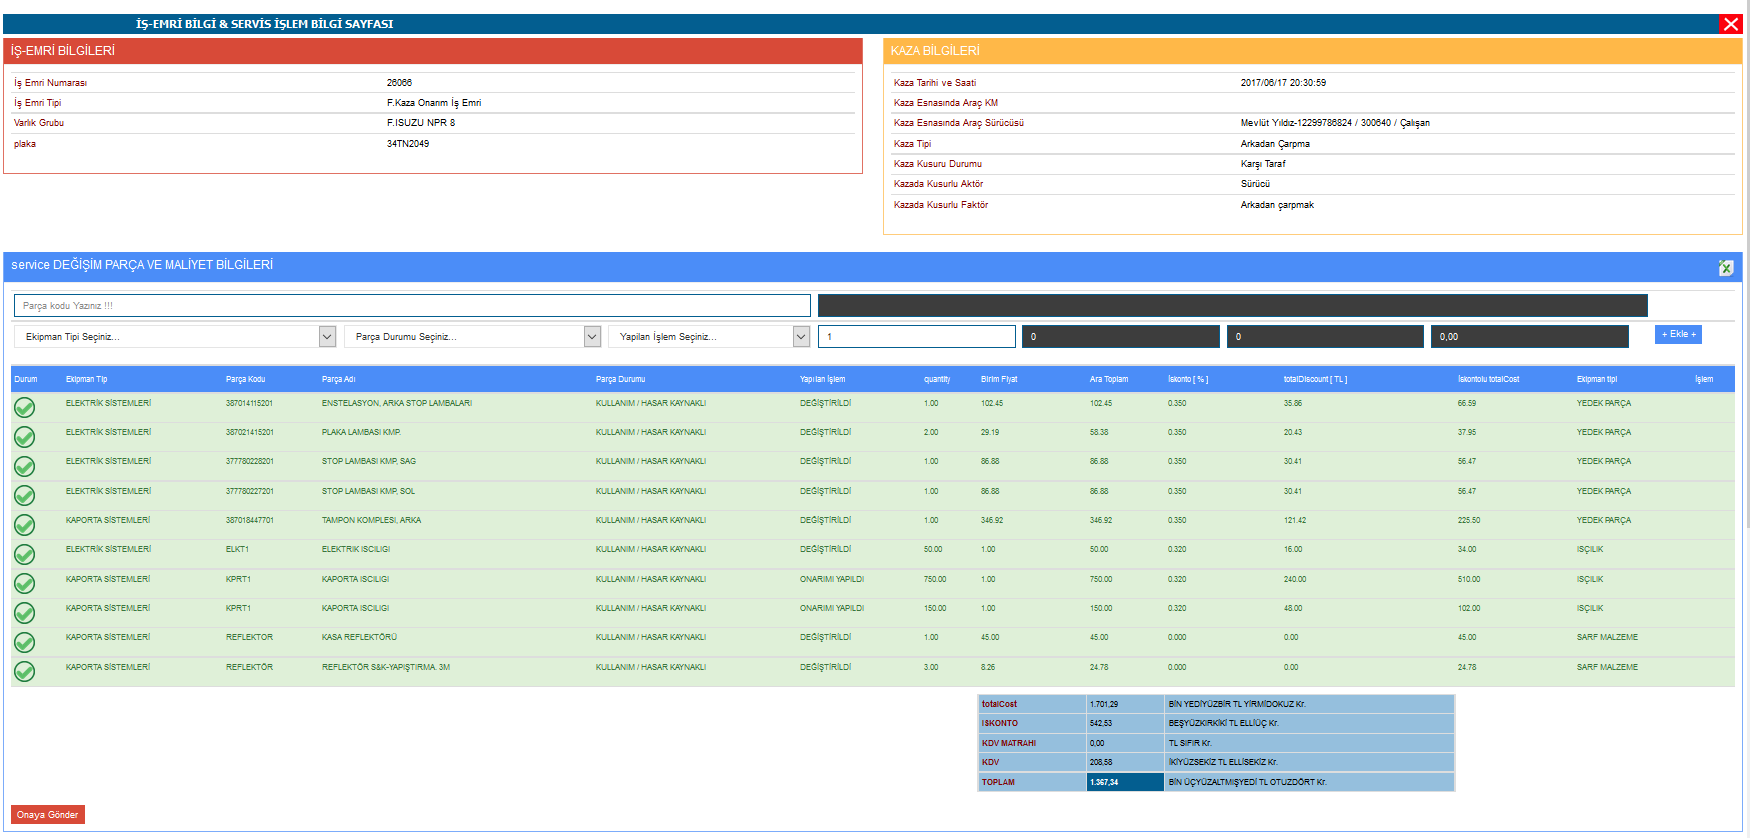 İŞ-EMRİ BİLGİ & SERVİS İŞLEM BİLGİ SAYFASI
İŞ-EMRİ BİLGİLERİ
İş Emri Numarası 26066
İş Emri Tipi F.Kaza Onarım İş Emri
Varlık Grubu F.ISUZU NPR 8
plaka 34TN2049
KAZA BİLGİLERİ
Kaza Tarihi ve Saati 2017/06/17 20:30:59
Kaza Esnasında Araç KM
Kaza Esnasında Araç Sürücüsü Mevlüt Yıldız-12299786824 / 300640 / Çalışan
Kaza Tipi Arkadan Çarpma
Kaza Kusuru Durumu Karşı Taraf
Kazada Kusurlu Aktör Sürücü
Kazada Kusurlu Faktör Arkadan çarpmak
service DEĞİŞİM PARÇA VE MALİYET BİLGİLERİ
Parça kodu Yazınız !!!
Ekipman Tipi Seçiniz... Parça Durumu Seçiniz... Yapılan İşlem Seçiniz... 1 0 0 0,00 + Ekle +
Durum Ekipman Tip Parça Kodu Parça Adı Parça Durumu Yapılan İşlem quantity Birim Fiyat Ara Toplam İskonto [ % ] totalDiscount [ TL ] İskontolu totalCost Ekipman tipi İşlem
ELEKTRİK SİSTEMLERİ 387014115201 ENSTELASYON, ARKA STOP LAMBALARI KULLANIM / HASAR KAYNAKLI DEĞİŞTİRİLDİ 1.00 102.45 102.45 0.350 35.86 66.59 YEDEK PARÇA
ELEKTRİK SİSTEMLERİ 387021415201 PLAKA LAMBASI KMP. KULLANIM / HASAR KAYNAKLI DEĞİŞTİRİLDİ 2.00 29.19 58.38 0.350 20.43 37.95 YEDEK PARÇA
ELEKTRİK SİSTEMLERİ 377780228201 STOP LAMBASI KMP, SAG KULLANIM / HASAR KAYNAKLI DEĞİŞTİRİLDİ 1.00 86.88 86.88 0.350 30.41 56.47 YEDEK PARÇA
ELEKTRİK SİSTEMLERİ 377780227201 STOP LAMBASI KMP, SOL KULLANIM / HASAR KAYNAKLI DEĞİŞTİRİLDİ 1.00 86.88 86.88 0.350 30.41 56.47 YEDEK PARÇA
KAPORTA SİSTEMLERİ 387018447701 TAMPON KOMPLESI, ARKA KULLANIM / HASAR KAYNAKLI DEĞİŞTİRİLDİ 1.00 346.92 346.92 0.350 121.42 225.50 YEDEK PARÇA
ELEKTRİK SİSTEMLERİ ELKT1 ELEKTRIK ISCILIGI KULLANIM / HASAR KAYNAKLI DEĞİŞTİRİLDİ 50.00 1.00 50.00 0.320 16.00 34.00 ISÇILIK
KAPORTA SİSTEMLERİ KPRT1 KAPORTA ISCILIGI KULLANIM / HASAR KAYNAKLI ONARIMI YAPILDI 750.00 1.00 750.00 0.320 240.00 510.00 ISÇILIK
KAPORTA SİSTEMLERİ KPRT1 KAPORTA ISCILIGI KULLANIM / HASAR KAYNAKLI ONARIMI YAPILDI 150.00 1.00 150.00 0.320 48.00 102.00 ISÇILIK
KAPORTA SİSTEMLERİ REFLEKTOR KASA REFLEKTÖRÜ KULLANIM / HASAR KAYNAKLI DEĞİŞTİRİLDİ 1.00 45.00 45.00 0.000 0.00 45.00 SARF MALZEME
KAPORTA SİSTEMLERİ REFLEKTÖR REFLEKTÖR S&K-YAPIŞTIRMA. 3M KULLANIM / HASAR KAYNAKLI DEĞİŞTİRİLDİ 3.00 8.26 24.78 0.000 0.00 24.78 SARF MALZEME
totalCost 1.701,29 BİN YEDİYÜZBİR TL YİRMİDOKUZ Kr.
ISKONTO 542,53 BEŞYÜZKIRKİKİ TL ELLİÜÇ Kr.
KDV MATRAHI 0,00 TL SIFIR Kr.
KDV 208,58 İKİYÜZSEKİZ TL ELLİSEKİZ Kr.
TOPLAM 1.367,34 BİN ÜÇYÜZALTMIŞYEDİ TL OTUZDÖRT Kr.
Onaya Gönder